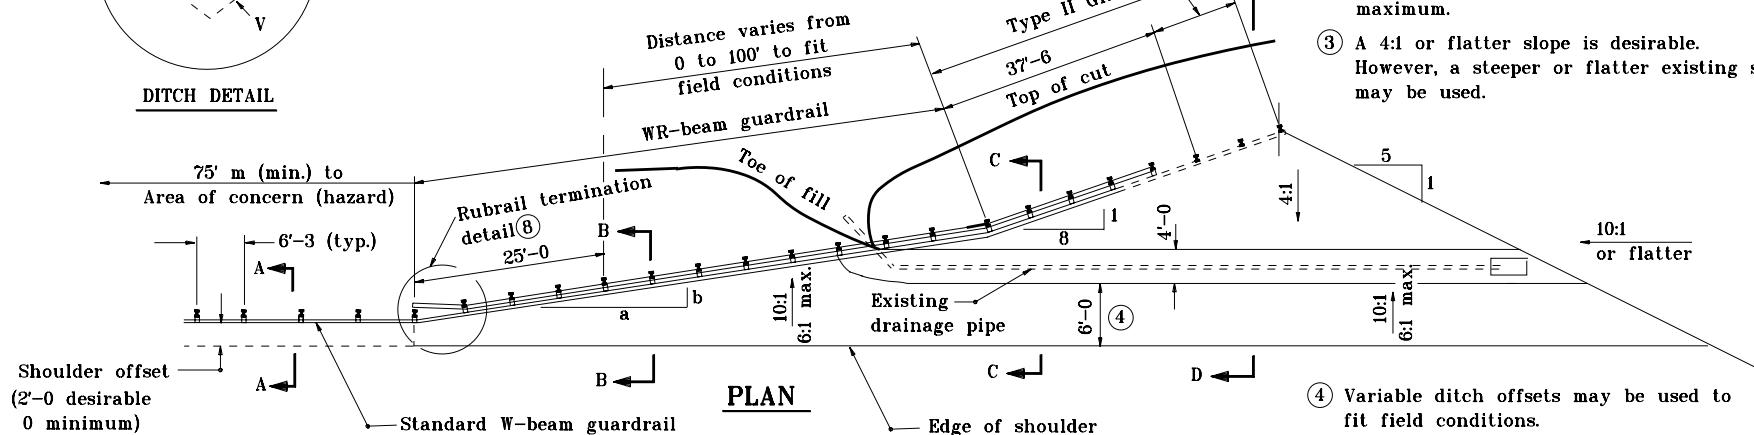 V
DITCH DETAIL
Distance varies from
0 to 100' to fit
field conditions
Type II
37'-6
maximum.
③ A 4:1 or flatter slope is desirable.
However, a steeper or flatter existing
may be used.
WR-beam guardrail
Top of cut
Toe of fill
75' m (min.) to
Area of concern (hazard)
6'-3 (typ.)
Rubrail termination
detail ⑧
25'-0
A
A
B
B
C
C
D
a
b
8
1
5
1
4:1
4'-0
10:1
or flatter
10:1
6:1 max.
Existing
drainage pipe
6'-0
④
10:1
6:1 max.
Shoulder offset
(2'-0 desirable
0 minimum)
Standard W-beam guardrail
PLAN
Edge of shoulder
④ Variable ditch offsets may be used to
fit field conditions.